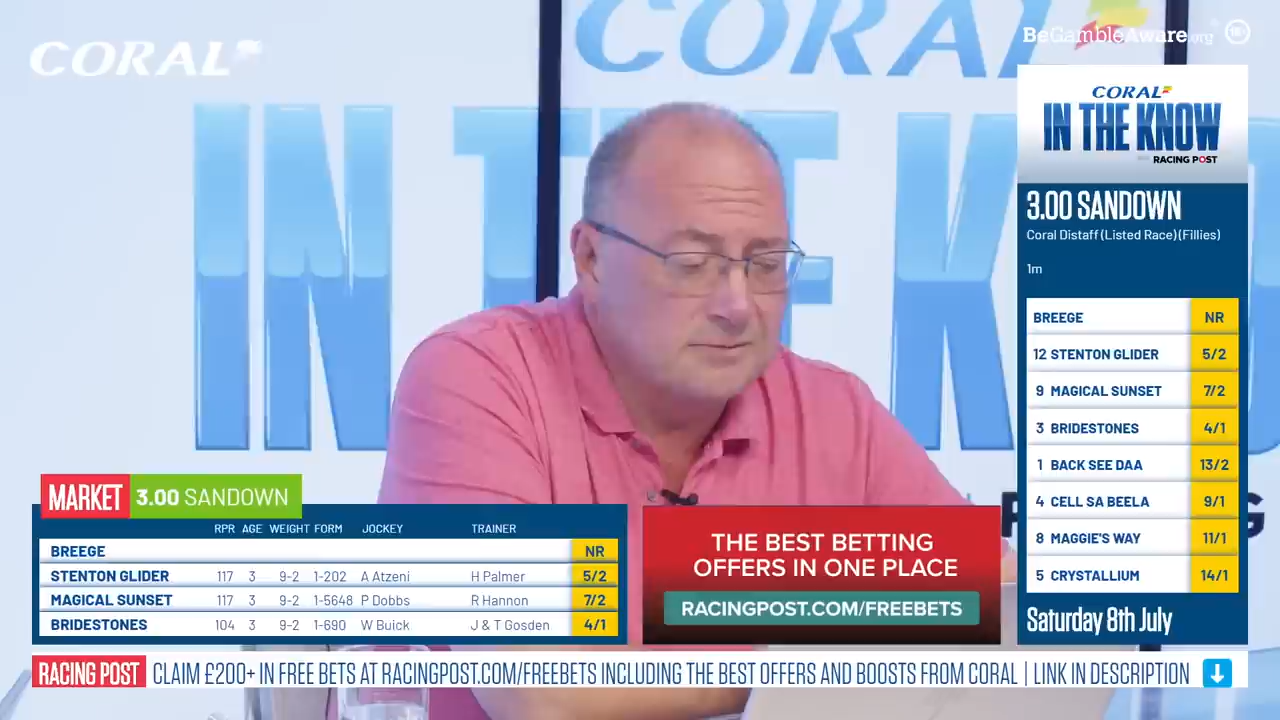 CORAL
CORAL
BeGambleAware.org 18+
IN THE K
CORAL
IN THE KNOW
RACING POST
3.00 SANDOWN
Coral Distaff (Listed Race) (Fillies)
1m
BREEGE NR
12 STENTON GLIDER 5/2
9 MAGICAL SUNSET 7/2
3 BRIDESTONES 4/1
1 BACK SEE DAA 13/2
4 CELL SA BEELA 9/1
8 MAGGIE'S WAY 11/1
5 CRYSTALLIUM 14/1
Saturday 8th July
MARKET 3.00 SANDOWN
RPR AGE WEIGHT FORM JOCKEY TRAINER
BREEGE NR
STENTON GLIDER 117 3 9-2 1-202 A Atzeni H Palmer 5/2
MAGICAL SUNSET 117 3 9-2 1-5648 P Dobbs R Hannon 7/2
BRIDESTONES 104 3 9-2 1-690 W Buick J & T Gosden 4/1
THE BEST BETTING
OFFERS IN ONE PLACE
RACINGPOST.COM/FREEBETS
RACING POST CLAIM £200+ IN FREE BETS AT RACINGPOST.COM/FREEBETS INCLUDING THE BEST OFFERS AND BOOSTS FROM CORAL | LINK IN DESCRIPTION